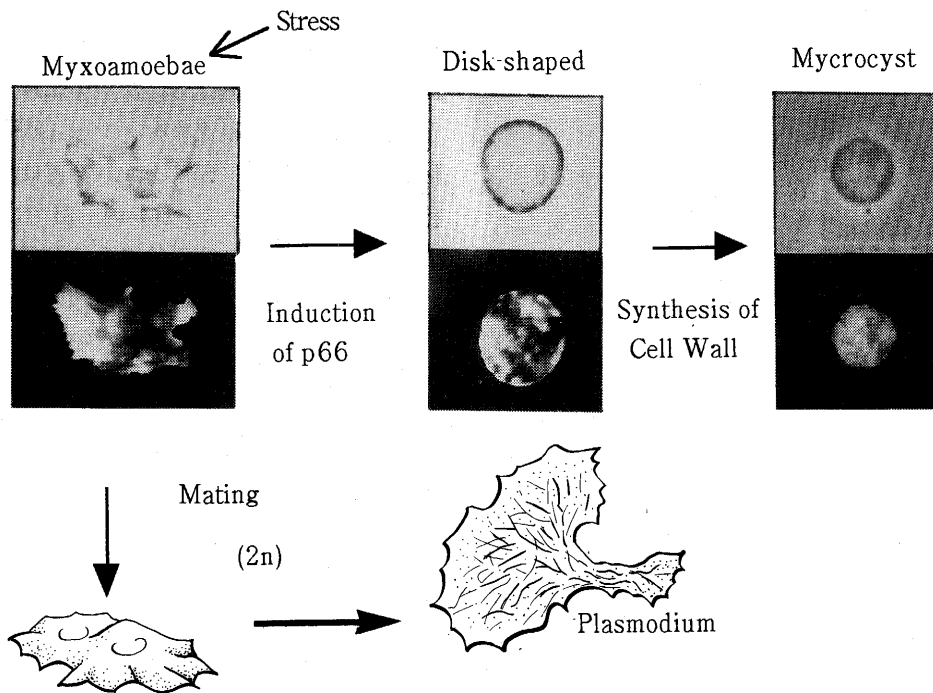 Stress
Myxoamoebae
Disk-shaped
Mycrocyst
Induction
of p66
Synthesis of
Cell Wall
Mating
(2n)
Plasmodium